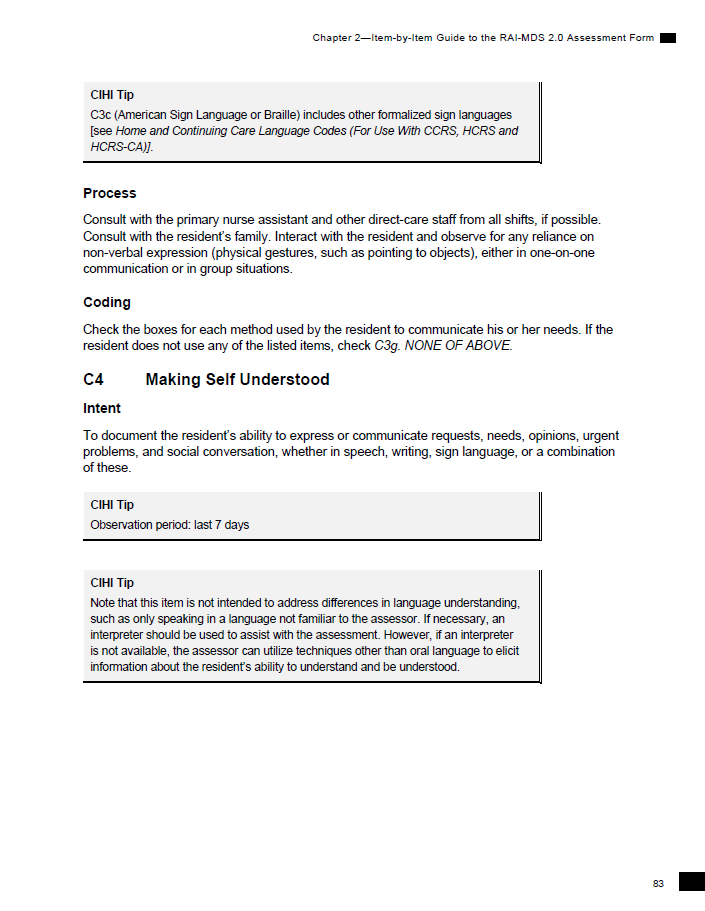 Chapter 2—Item-by-Item Guide to the RAI-MDS 2.0 Assessment Form
CIHI Tip
C3c (American Sign Language or Braille) includes other formalized sign languages
[see Home and Continuing Care Language Codes (For Use With CCRS, HCRS and
HCRS-CA)].
Process
Consult with the primary nurse assistant and other direct-care staff from all shifts, if possible.
Consult with the resident’s family. Interact with the resident and observe for any reliance on
non-verbal expression (physical gestures, such as pointing to objects), either in one-on-one
communication or in group situations.
Coding
Check the boxes for each method used by the resident to communicate his or her needs. If the
resident does not use any of the listed items, check C3g. NONE OF ABOVE.
C4 Making Self Understood
Intent
To document the resident’s ability to express or communicate requests, needs, opinions, urgent
problems, and social conversation, whether in speech, writing, sign language, or a combination
of these.
CIHI Tip
Observation period: last 7 days
CIHI Tip
Note that this item is not intended to address differences in language understanding,
such as only speaking in a language not familiar to the assessor. If necessary, an
interpreter should be used to assist with the assessment. However, if an interpreter
is not available, the assessor can utilize techniques other than oral language to elicit
information about the resident’s ability to understand and be understood.
83